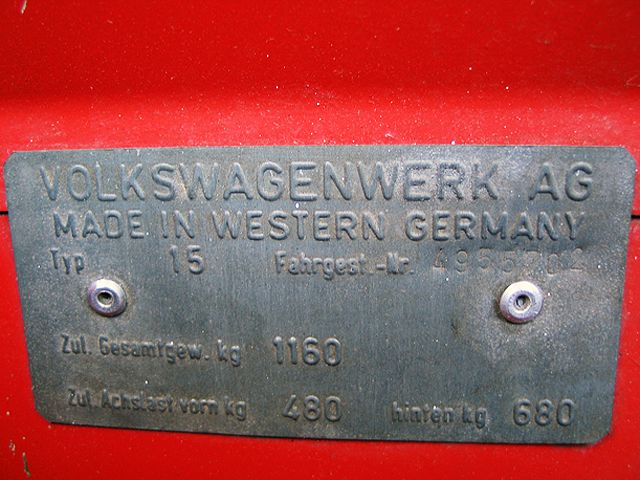 VOLKSWAGENWERK AG
MADE IN WESTERN GERMANY
Typ 15 Fahrgest.-Nr.
Zul. Gesamtgew. kg 1160
Zul. Achslast vorn kg 480 hinten kg 680